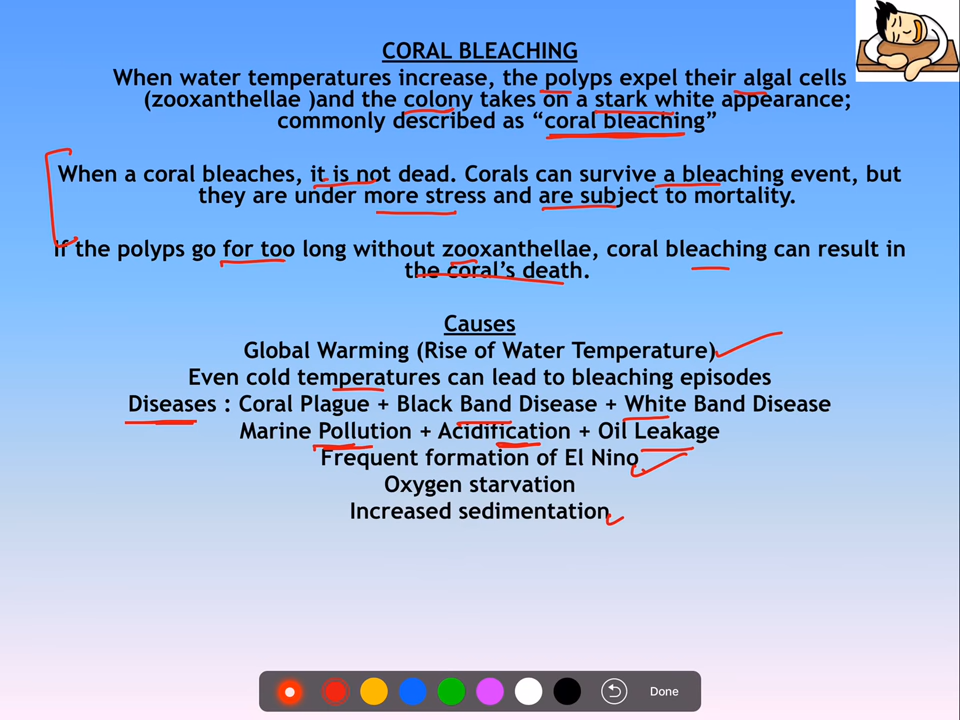 CORAL BLEACHING
When water temperatures increase, the polyps expel their algal cells
(zooxanthellae )and the colony takes on a stark white appearance;
commonly described as “coral bleaching”
When a coral bleaches, it is not dead. Corals can survive a bleaching event, but
they are under more stress and are subject to mortality.
If the polyps go for too long without zooxanthellae, coral bleaching can result in
the coral’s death.
Causes
Global Warming (Rise of Water Temperature)
Even cold temperatures can lead to bleaching episodes
Diseases : Coral Plague + Black Band Disease + White Band Disease
Marine Pollution + Acidification + Oil Leakage
Frequent formation of El Nino
Oxygen starvation
Increased sedimentation
Done